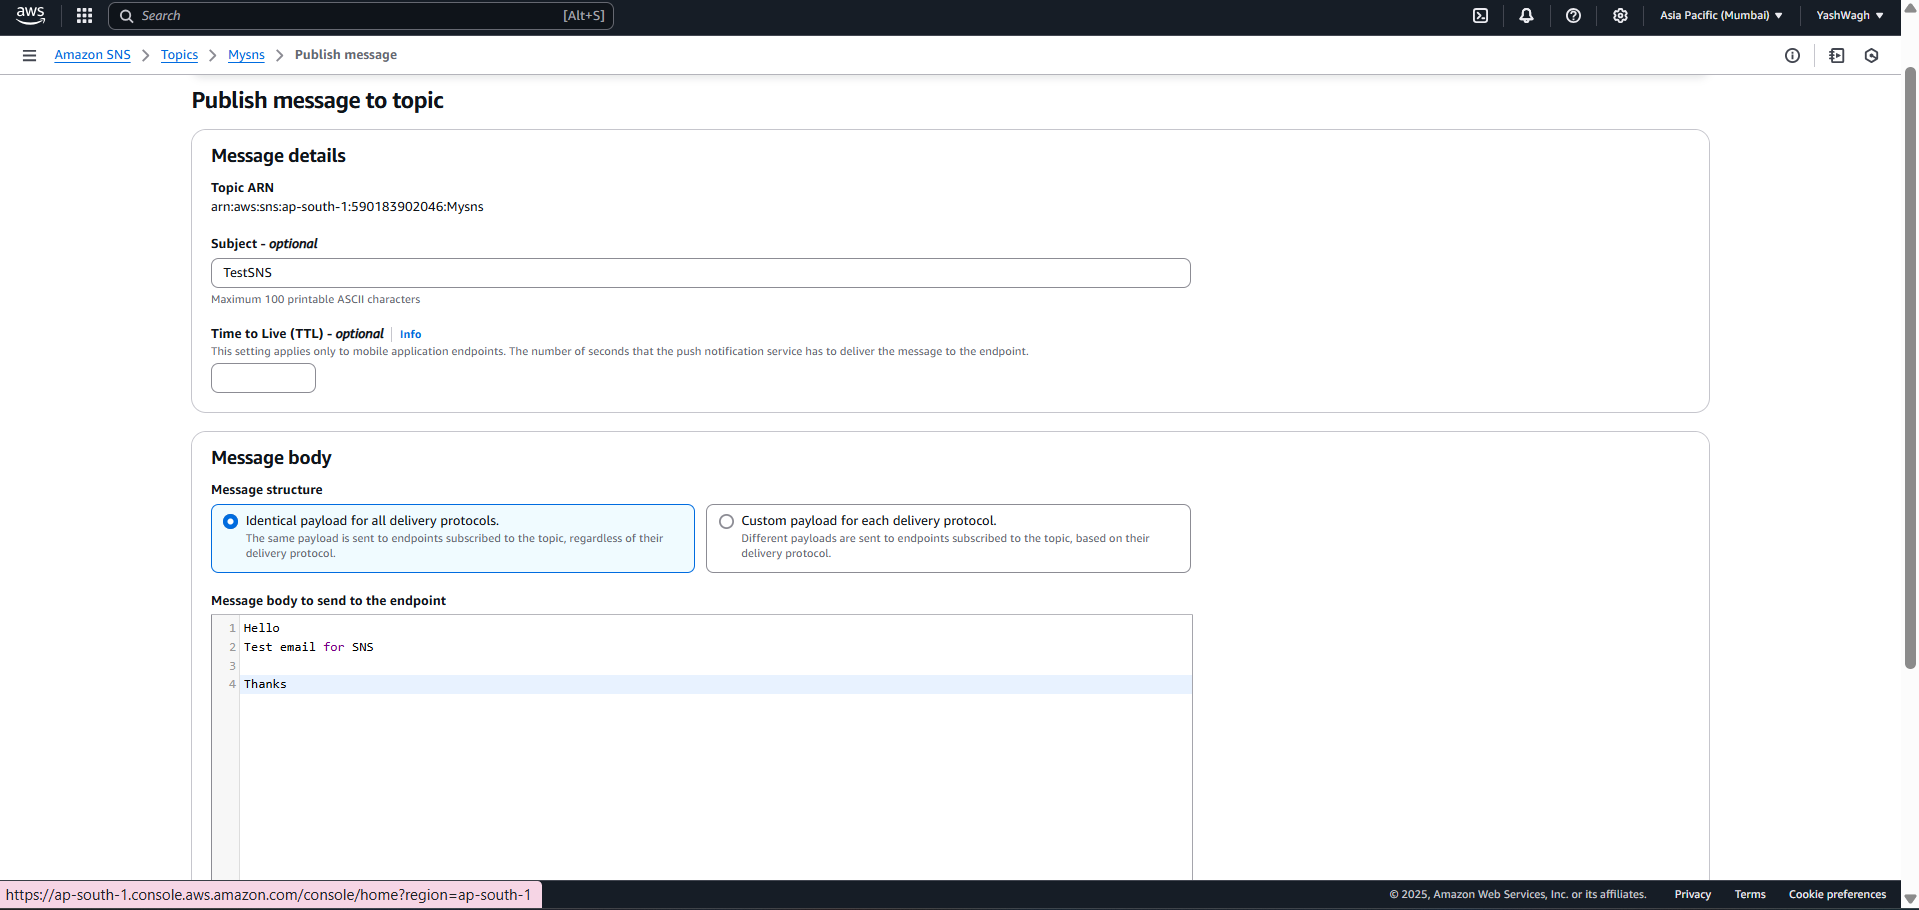 aws
Search [Alt+S]
Asia Pacific (Mumbai)
YashWagh
Amazon SNS
Topics
Mysns
Publish message
Publish message to topic
Message details
Topic ARN
arn:aws:sns:ap-south-1:590183902046:Mysns
Subject - optional
TestSNS
Maximum 100 printable ASCII characters
Time to Live (TTL) - optional
Info
This setting applies only to mobile application endpoints. The number of seconds that the push notification service has to deliver the message to the endpoint.
Message body
Message structure
Identical payload for all delivery protocols.
The same payload is sent to endpoints subscribed to the topic, regardless of their
delivery protocol.
Custom payload for each delivery protocol.
Different payloads are sent to endpoints subscribed to the topic, based on their
delivery protocol.
Message body to send to the endpoint
1 Hello
2 Test email for SNS
3
4 Thanks
https://ap-south-1.console.aws.amazon.com/console/home?region=ap-south-1
© 2025, Amazon Web Services, Inc. or its affiliates.
Privacy
Terms
Cookie preferences